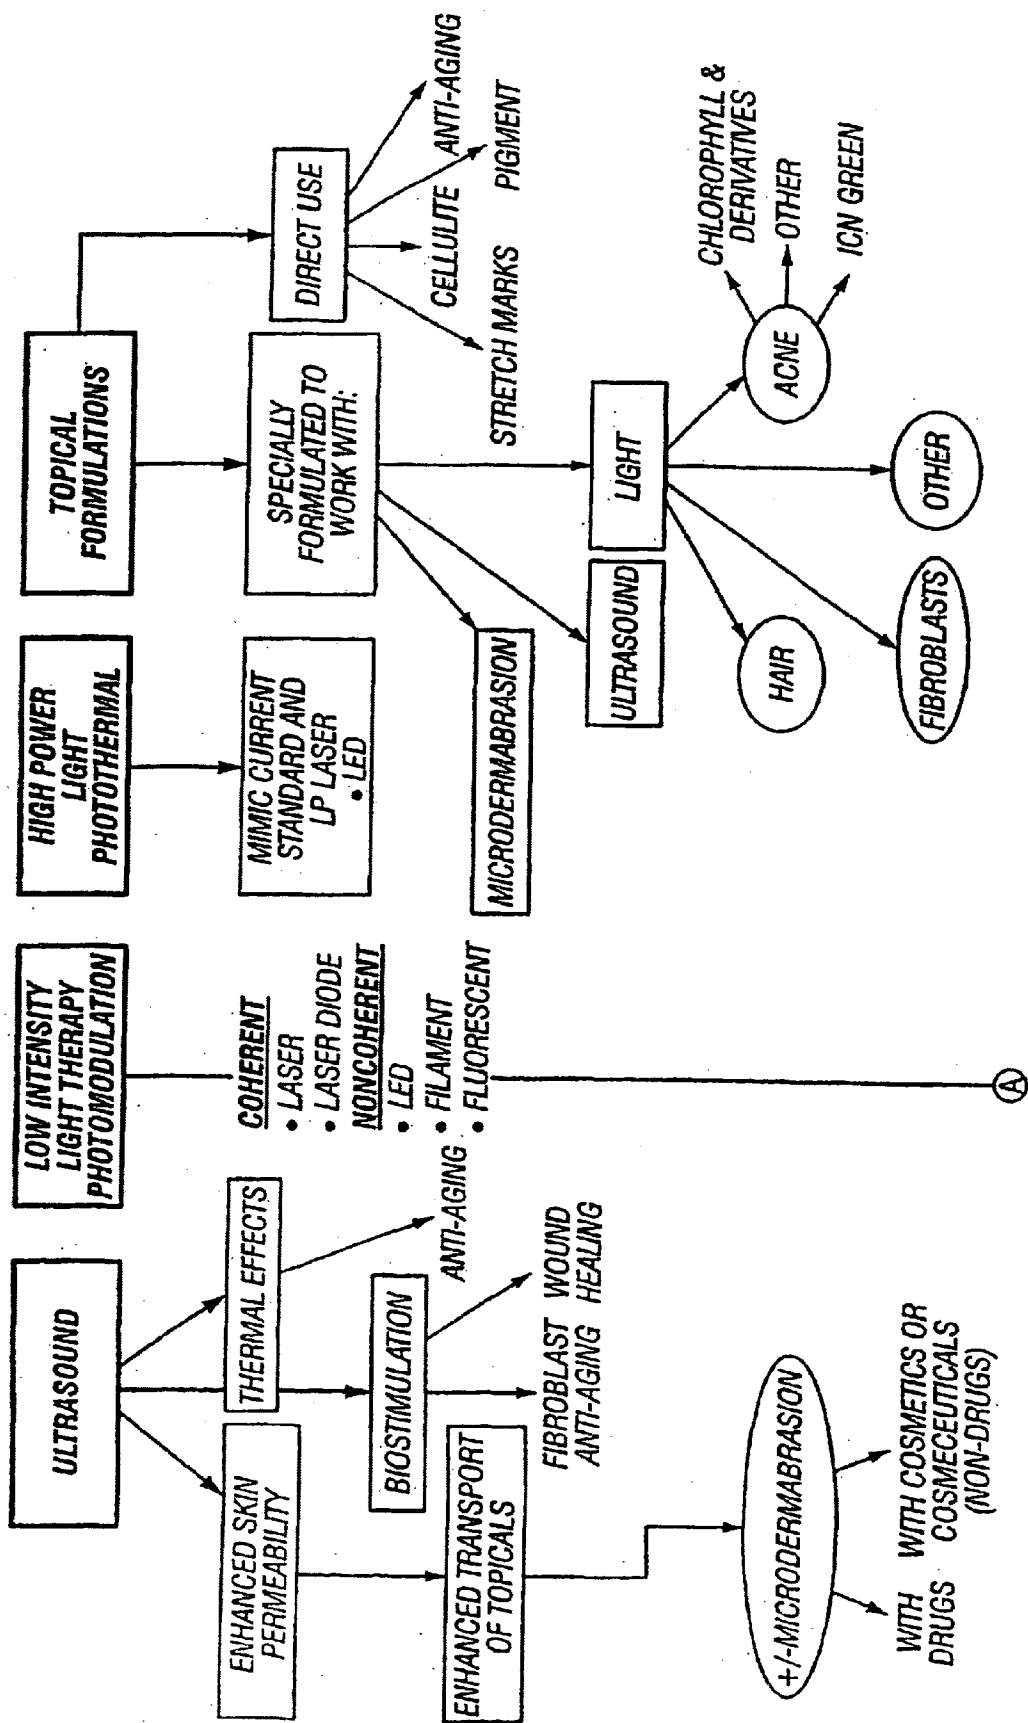 ULTRASOUND
ENHANCED SKIN
PERMEABILITY
THERMAL EFFECTS
ANTI-AGING
BIOSTIMULATION
FIBROBLAST
ANTI-AGING
WOUND
HEALING
ENHANCED TRANSPORT
OF TOPICALS
+/-MICRODERMABRASION
WITH
DRUGS
WITH COSMETICS OR
COSMECEUTICALS
(NON-DRUGS)
LOW INTENSITY
LIGHT THERAPY
PHOTOMODULATION
COHERENT
• LASER
• LASER DIODE
NONCOHERENT
• LED
• FILAMENT
• FLUORESCENT
A
HIGH POWER
LIGHT
PHOTOTHERMAL
MIMIC CURRENT
STANDARD AND
LP LASER
• LED
TOPICAL
FORMULATIONS
SPECIALLY
FORMULATED TO
WORK WITH:
MICRODERMABRASION
ULTRASOUND
LIGHT
HAIR
FIBROBLASTS
OTHER
ACNE
CHLOROPHYLL &
DERIVATIVES
OTHER
ICN GREEN
DIRECT USE
STRETCH MARKS
CELLULITE
PIGMENT
ANTI-AGING